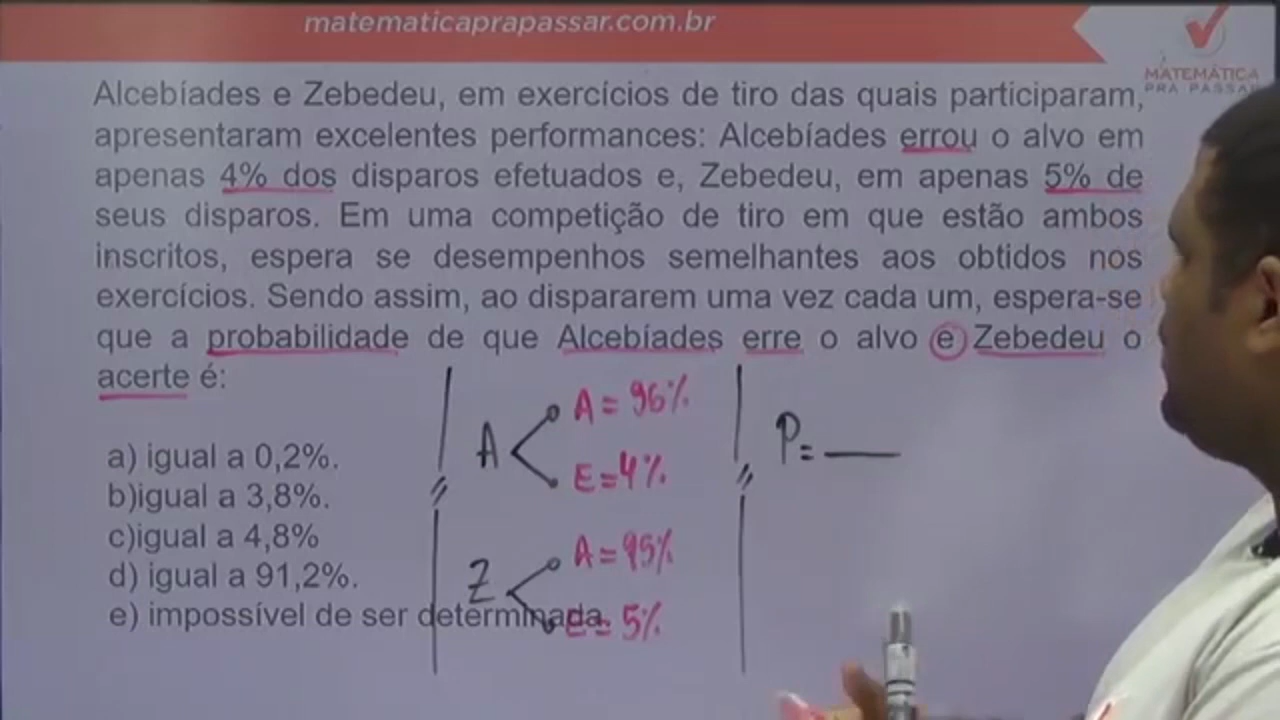 matematicaprapassar.com.br
MATEMÁTICA
PRA PASSAR
Alcebíades e Zebedeu, em exercícios de tiro das quais participaram,
apresentaram excelentes performances: Alcebíades errou o alvo em
apenas 4% dos disparos efetuados e, Zebedeu, em apenas 5% de
seus disparos. Em uma competição de tiro em que estão ambos
inscritos, espera se desempenhos semelhantes aos obtidos nos
exercícios. Sendo assim, ao dispararem uma vez cada um, espera-se
que a probabilidade de que Alcebíades erre o alvo e Zebedeu o
acerte é:
a) igual a 0,2%.
b)igual a 3,8%.
c)igual a 4,8%
d) igual a 91,2%.
e) impossível de ser determinada.
A
A = 96%
E = 4%
Z
A = 95%
E = 5%
P = __